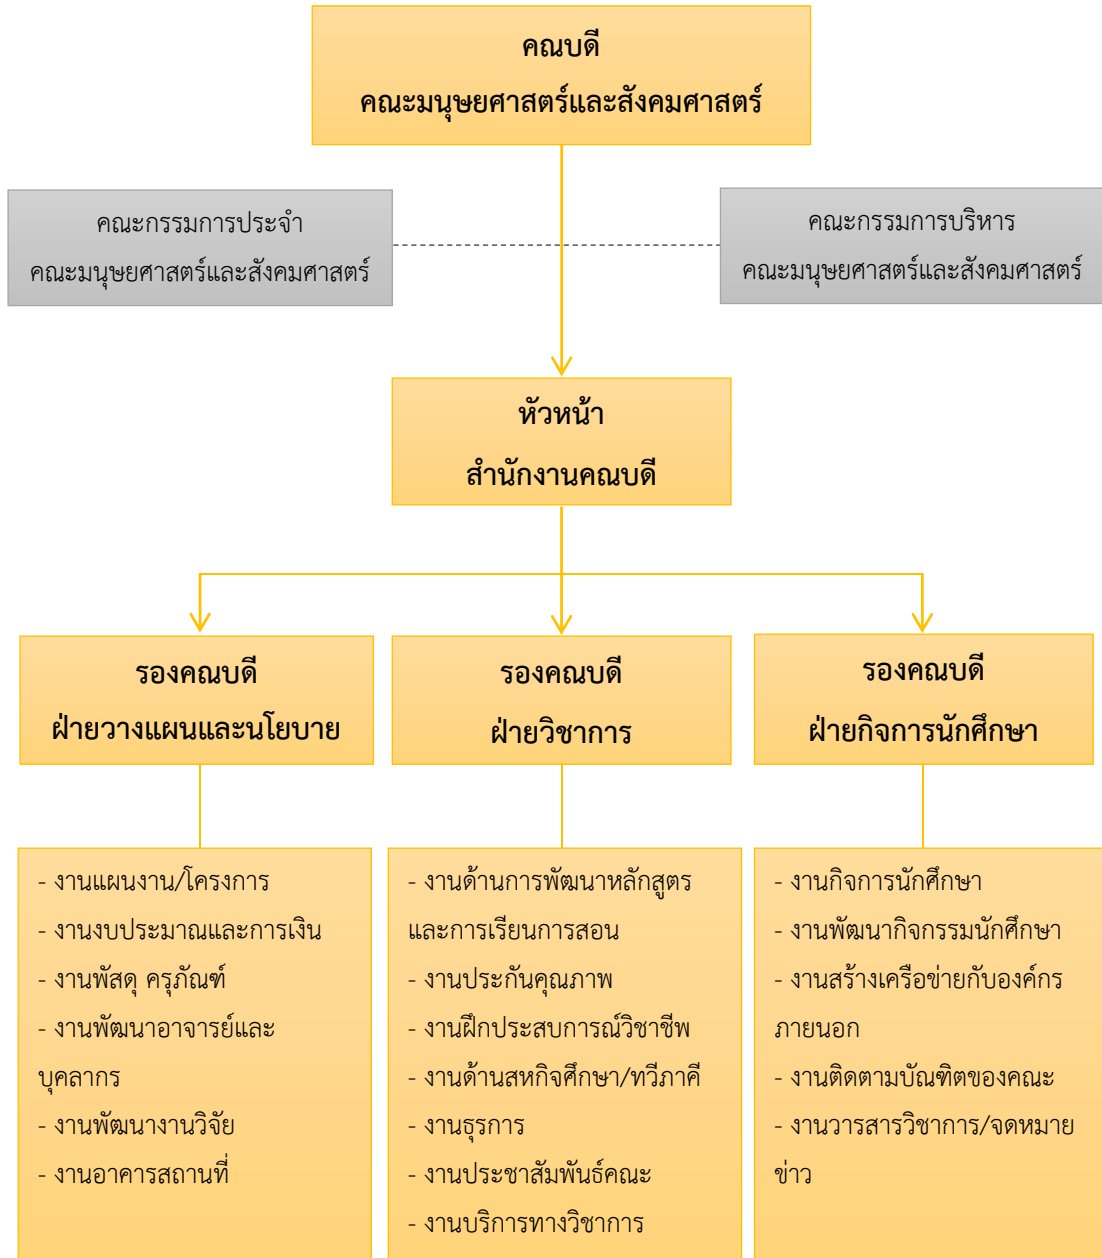 คณบดี
คณะมนุษยศาสตร์และสังคมศาสตร์
คณะกรรมการประจำ
คณะมนุษยศาสตร์และสังคมศาสตร์
คณะกรรมการบริหาร
คณะมนุษยศาสตร์และสังคมศาสตร์
หัวหน้า
สำนักงานคณบดี
รองคณบดี
ฝ่ายวางแผนและนโยบาย
รองคณบดี
ฝ่ายวิชาการ
รองคณบดี
ฝ่ายกิจการนักศึกษา
- งานแผนงาน/โครงการ
- งานงบประมาณและการเงิน
- งานพัสดุ ครุภัณฑ์
- งานพัฒนาอาจารย์และ
บุคลากร
- งานพัฒนางานวิจัย
- งานอาคารสถานที่
- งานด้านการพัฒนาหลักสูตร
และการเรียนการสอน
- งานประกันคุณภาพ
- งานฝึกประสบการณ์วิชาชีพ
- งานด้านสหกิจศึกษา/ทวิภาคี
- งานธุรการ
- งานประชาสัมพันธ์คณะ
- งานบริการทางวิชาการ
- งานกิจการนักศึกษา
- งานพัฒนากิจกรรมนักศึกษา
- งานสร้างเครือข่ายกับองค์กร
ภายนอก
- งานติดตามบัณฑิตของคณะ
- งานวารสารวิชาการ/จดหมาย
ข่าว